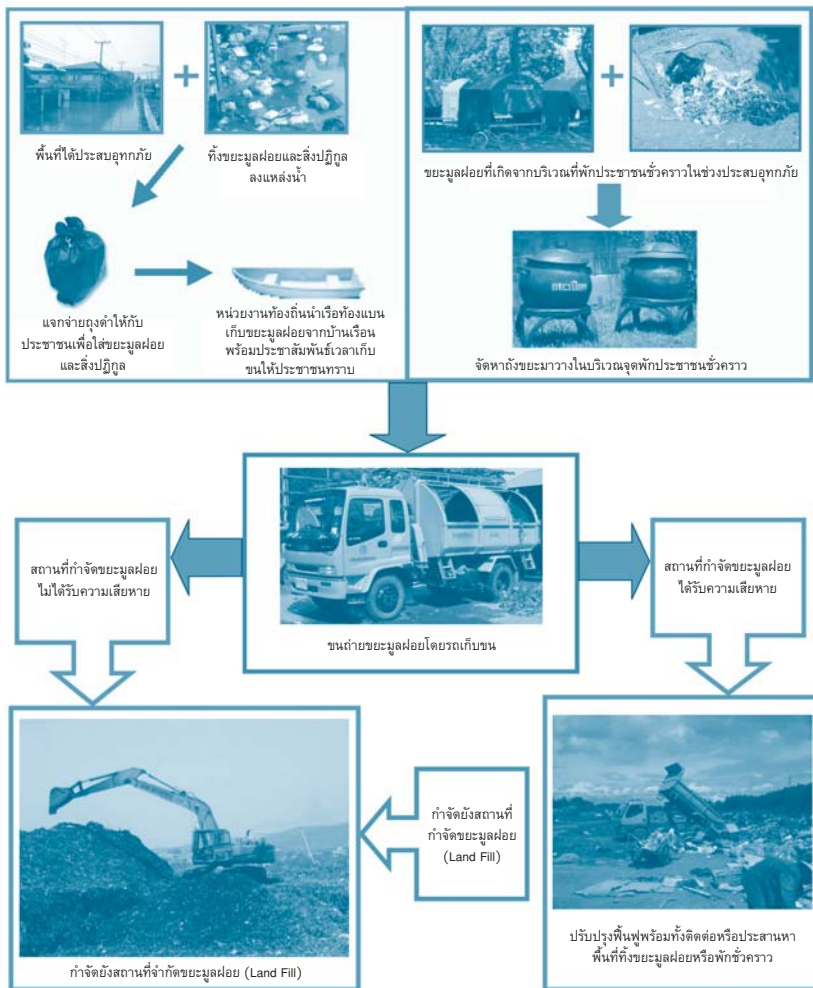 พื้นที่ได้ประสบอุทกภัย
ทิ้งขยะมูลฝอยและสิ่งปฏิกูล
ลงแหล่งน้ำ
แจกจ่ายถุงดำให้กับ
ประชาชนเพื่อใส่ขยะมูลฝอย
และสิ่งปฏิกูล
หน่วยงานท้องถิ่นนำเรือท้องแบน
เก็บขยะมูลฝอยจากบ้านเรือน
พร้อมประชาสัมพันธ์เวลาเก็บ
ขนให้ประชาชนทราบ
ขยะมูลฝอยที่เกิดจากบริเวณที่พักประชาชนชั่วคราวในช่วงประสบอุทกภัย
จัดหาถังขยะมาวางในบริเวณจุดพักประชาชนชั่วคราว
ขนถ่ายขยะมูลฝอยโดยรถเก็บขน
สถานที่กำจัดขยะมูลฝอย
ไม่ได้รับความเสียหาย
สถานที่กำจัดขยะมูลฝอย
ได้รับความเสียหาย
กำจัดยังสถานที่จำกัดขยะมูลฝอย (Land Fill)
กำจัดยังสถานที่
กำจัดขยะมูลฝอย
(Land Fill)
ปรับปรุงฟื้นฟูพร้อมทั้งติดต่อหรือประสานหา
พื้นที่ทิ้งขยะมูลฝอยหรือพักชั่วคราว